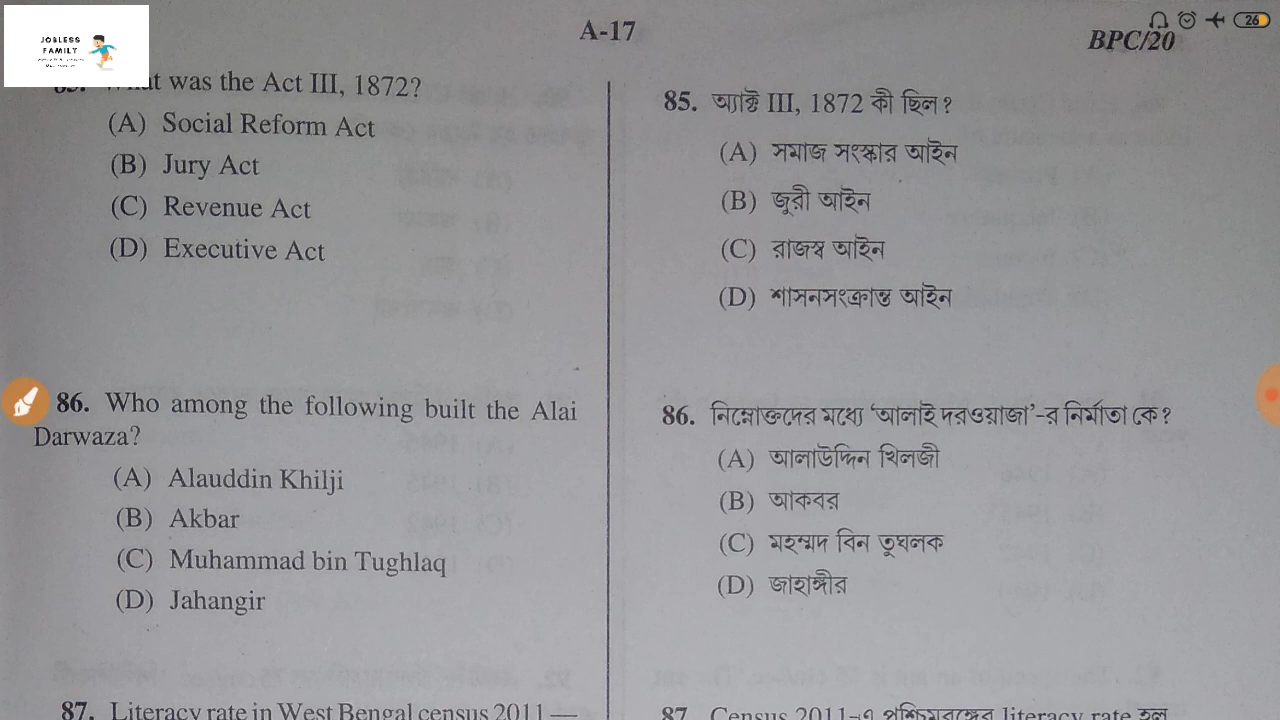 JOBLESS
FAMILY
26
A-17
BPC/20
was the Act III, 1872?
(A) Social Reform Act
(B) Jury Act
(C) Revenue Act
(D) Executive Act
86. Who among the following built the Alai
Darwaza?
(A) Alauddin Khilji
(B) Akbar
(C) Muhammad bin Tughlaq
(D) Jahangir
87. Literacy rate in West Bengal census 2011 —
85. অ্যাক্ট III, 1872 কী ছিল?
(A) সমাজ সংস্কার আইন
(B) জুরী আইন
(C) রাজস্ব আইন
(D) শাসনসংক্রান্ত আইন
86. নিম্নোক্তদের মধ্যে ‘আলাই দরওয়াজা’-র নির্মাতা কে?
(A) আলাউদ্দিন খিলজী
(B) আকবর
(C) মহম্মদ বিন তুঘলক
(D) জাহাঙ্গীর
87. Census 2011-এ পশ্চিমবঙ্গের literacy rate হল